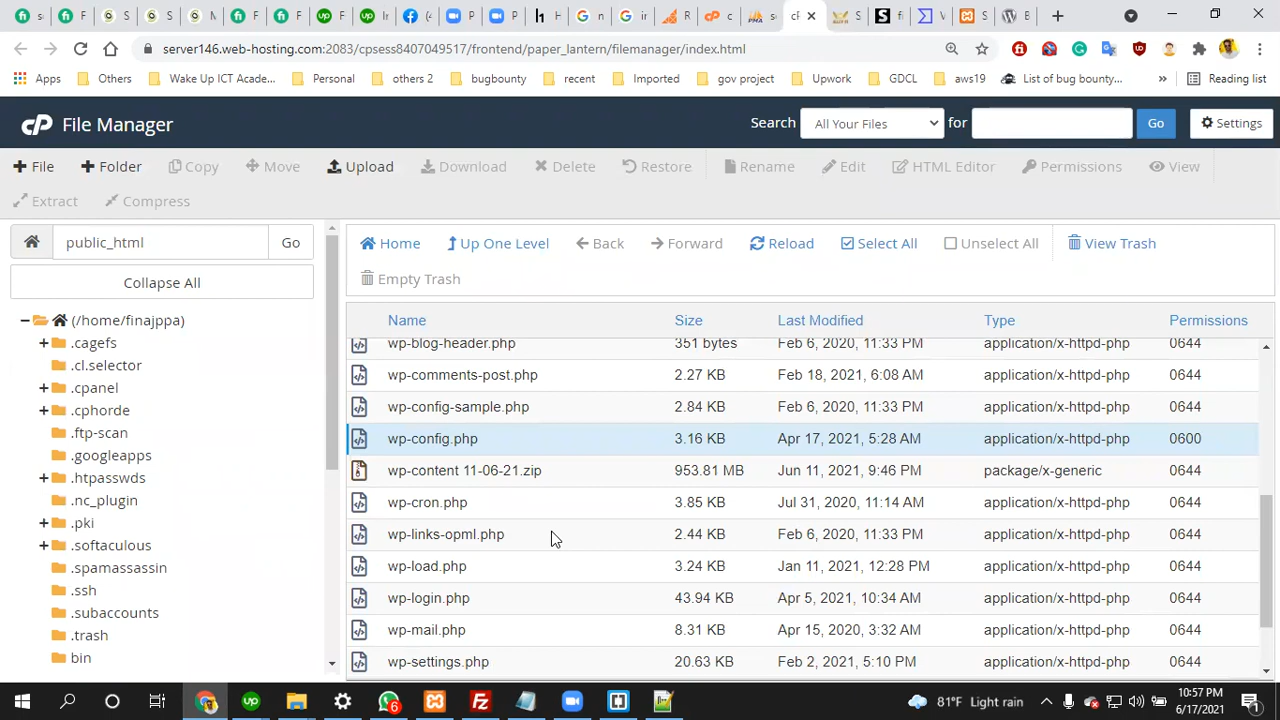 server146.web-hosting.com:2083/cpsess8407049517/frontend/paper_lantern/filemanager/index.html
Apps Others Wake Up ICT Acade... Personal others 2 bugbounty recent Imported gov project Upwork GDCL aws19 List of bug bounty... » Reading list
cP File Manager
Search All Your Files for Go Settings
+ File + Folder Copy Move Upload Download Delete Restore Rename Edit HTML Editor Permissions View
Extract Compress
public_html Go
Home Up One Level Back Forward Reload Select All Unselect All View Trash
Collapse All
Empty Trash
Name Size Last Modified Type Permissions
(/home/finajppa)
.cagefs
.cl.selector
.cpanel
.cphorde
.ftp-scan
.googleapps
.htpasswds
.nc_plugin
.pki
.softaculous
.spamassassin
.ssh
.subaccounts
.trash
bin
wp-blog-header.php 351 bytes Feb 6, 2020, 11:33 PM application/x-httpd-php 0644
wp-comments-post.php 2.27 KB Feb 18, 2021, 6:08 AM application/x-httpd-php 0644
wp-config-sample.php 2.84 KB Feb 6, 2020, 11:33 PM application/x-httpd-php 0644
wp-config.php 3.16 KB Apr 17, 2021, 5:28 AM application/x-httpd-php 0600
wp-content 11-06-21.zip 953.81 MB Jun 11, 2021, 9:46 PM package/x-generic 0644
wp-cron.php 3.85 KB Jul 31, 2020, 11:14 AM application/x-httpd-php 0644
wp-links-opml.php 2.44 KB Feb 6, 2020, 11:33 PM application/x-httpd-php 0644
wp-load.php 3.24 KB Jan 11, 2021, 12:28 PM application/x-httpd-php 0644
wp-login.php 43.94 KB Apr 5, 2021, 10:34 AM application/x-httpd-php 0644
wp-mail.php 8.31 KB Apr 15, 2020, 3:32 AM application/x-httpd-php 0644
wp-settings.php 20.63 KB Feb 2, 2021, 5:10 PM application/x-httpd-php 0644
81°F Light rain
10:57 PM
6/17/2021